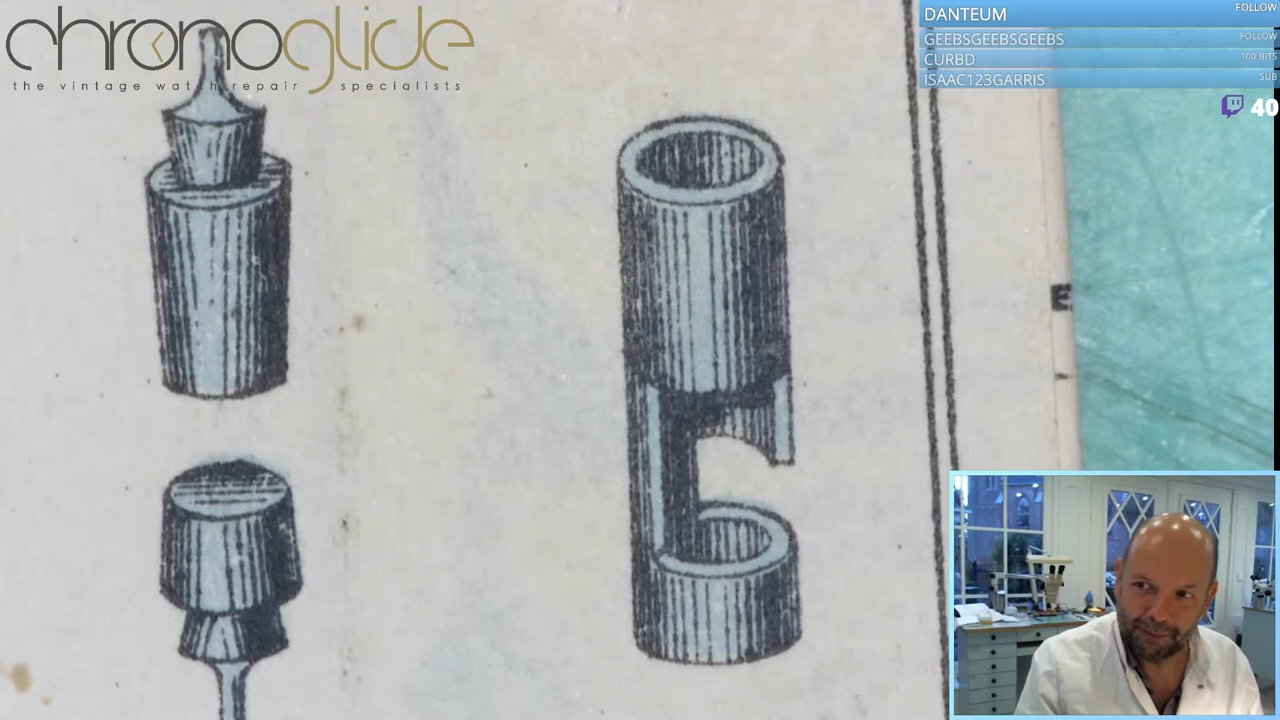 chronoglide
the vintage watch repair specialists
DANTEUM FOLLOW
GEEBSGEEBSGEEBS FOLLOW
CURBD 100 BITS
ISAAC123GARRIS SUB
40
E